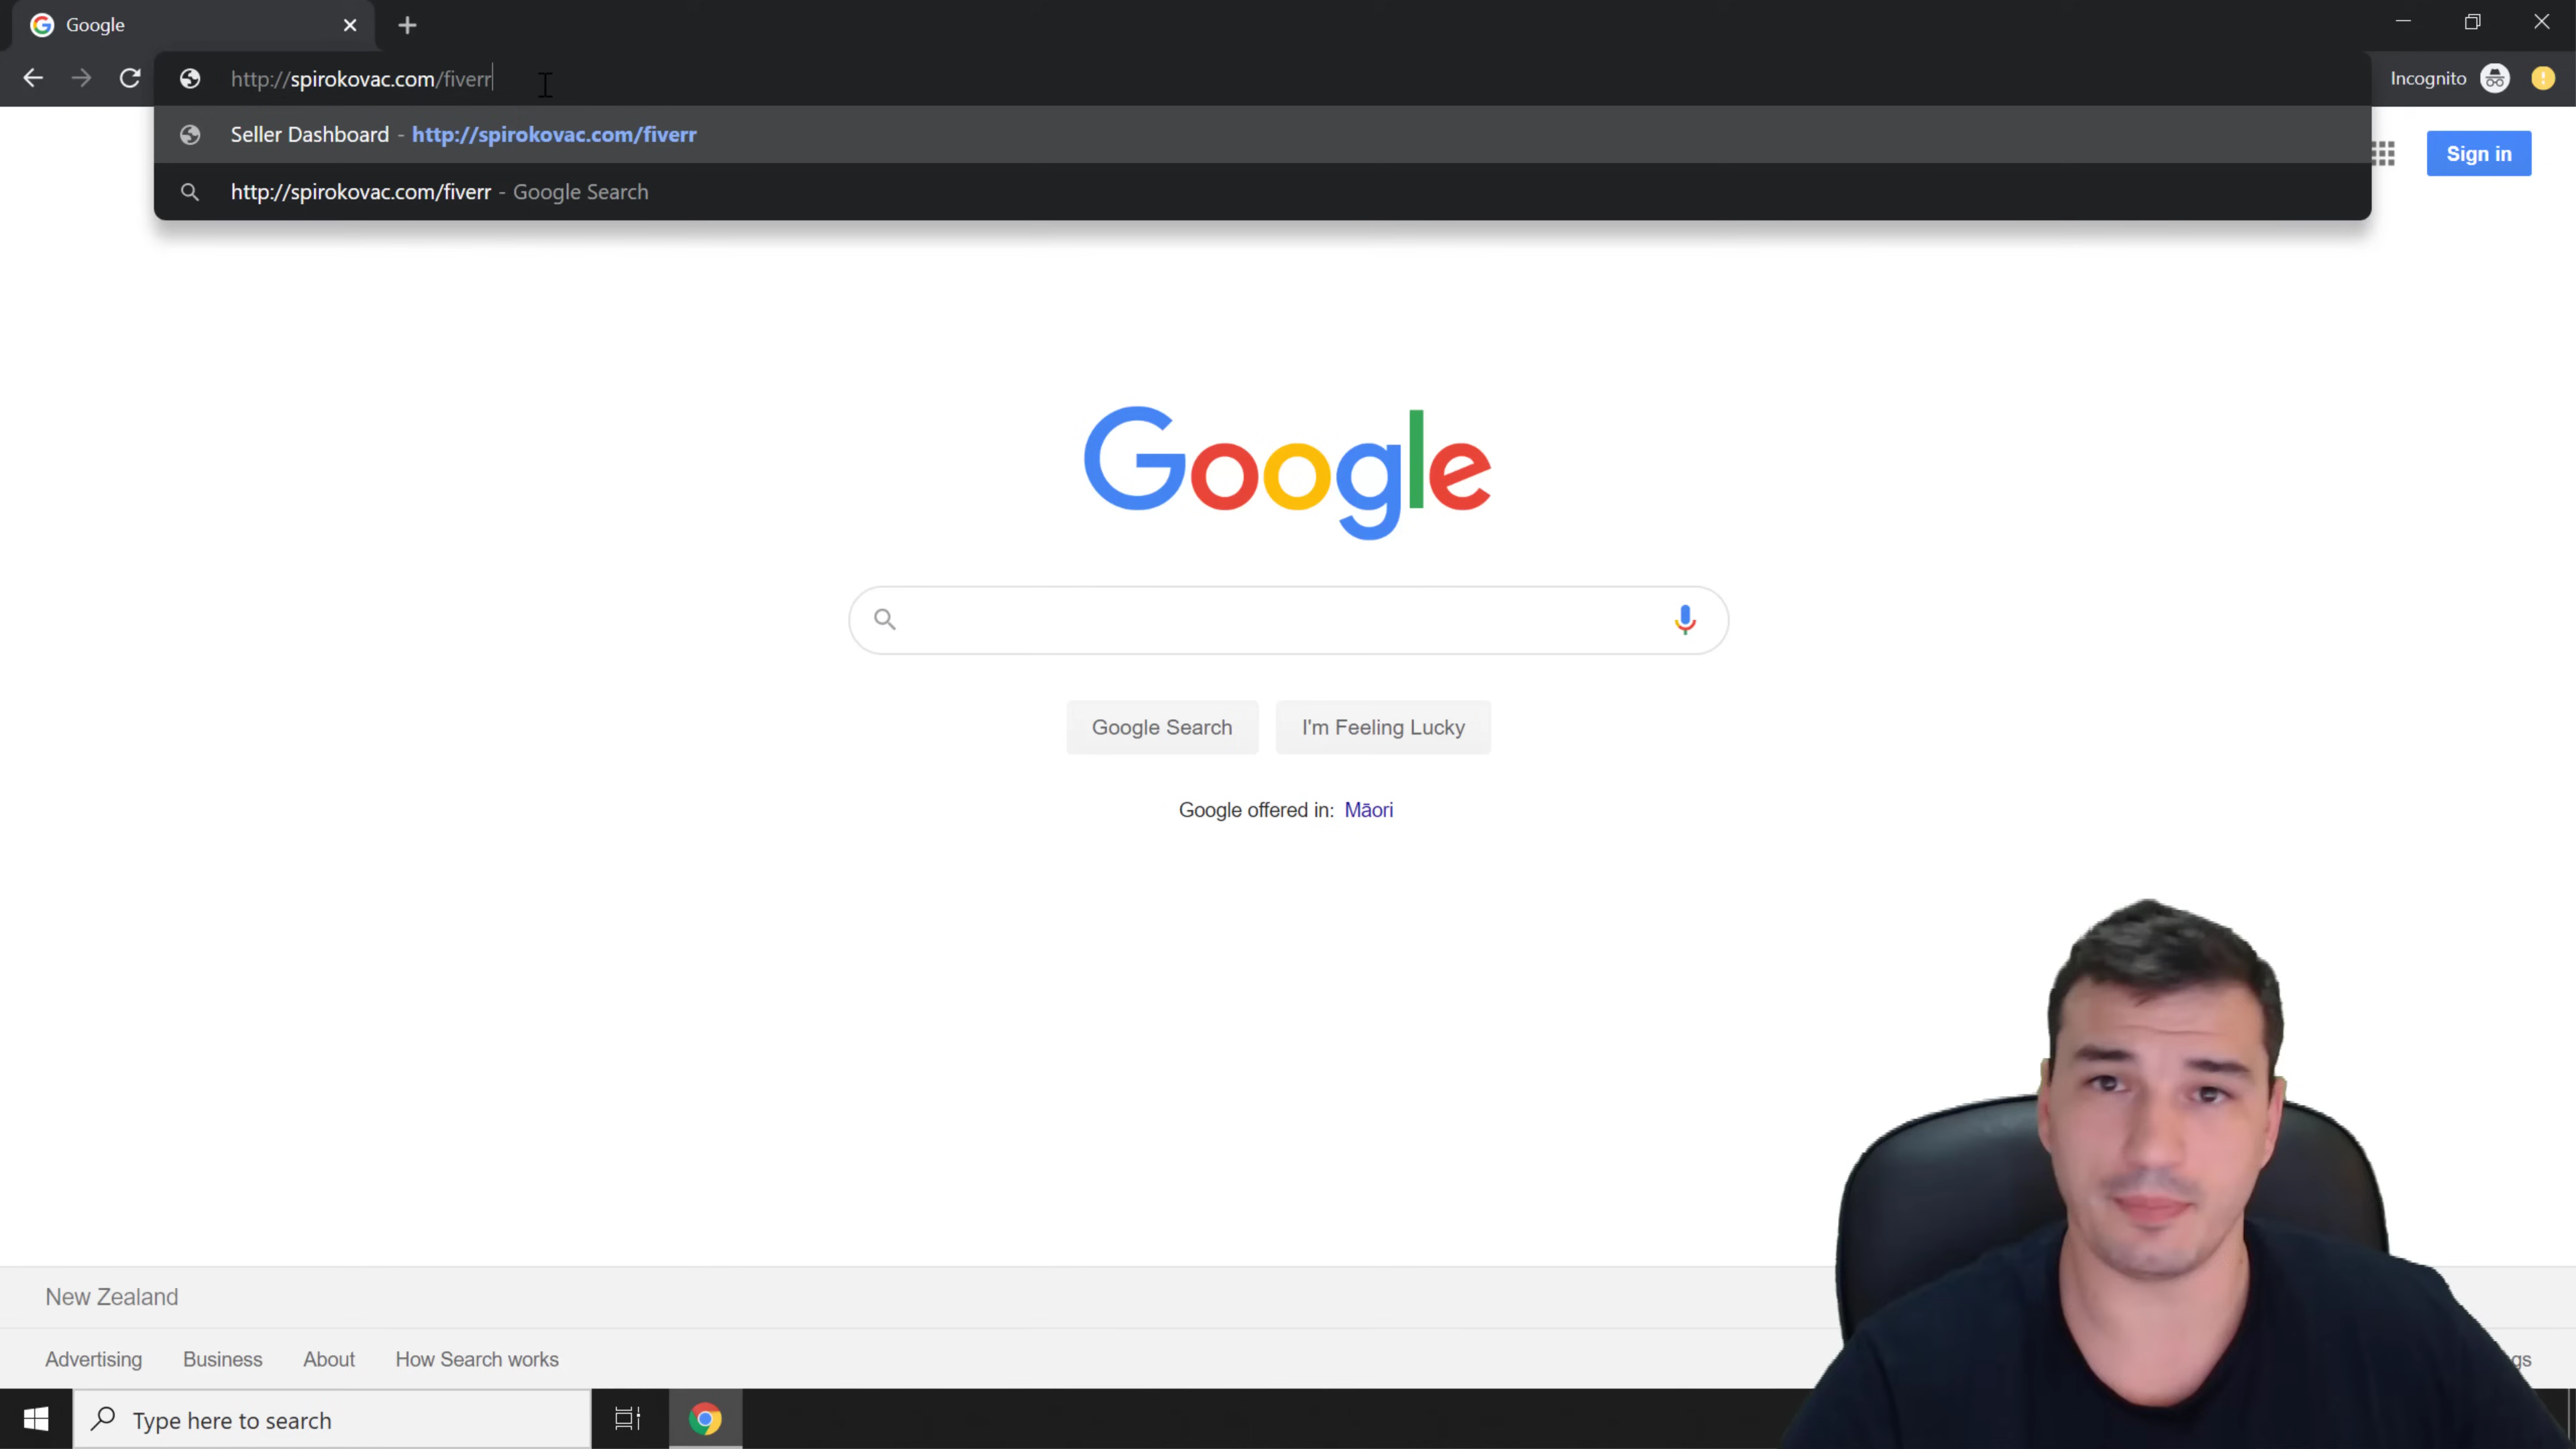 Google
http://spirokovac.com/fiverr
Incognito
Seller Dashboard - http://spirokovac.com/fiverr
http://spirokovac.com/fiverr - Google Search
Sign in
Google
Google Search
I'm Feeling Lucky
Google offered in: Māori
New Zealand
Advertising Business About How Search works
Type here to search